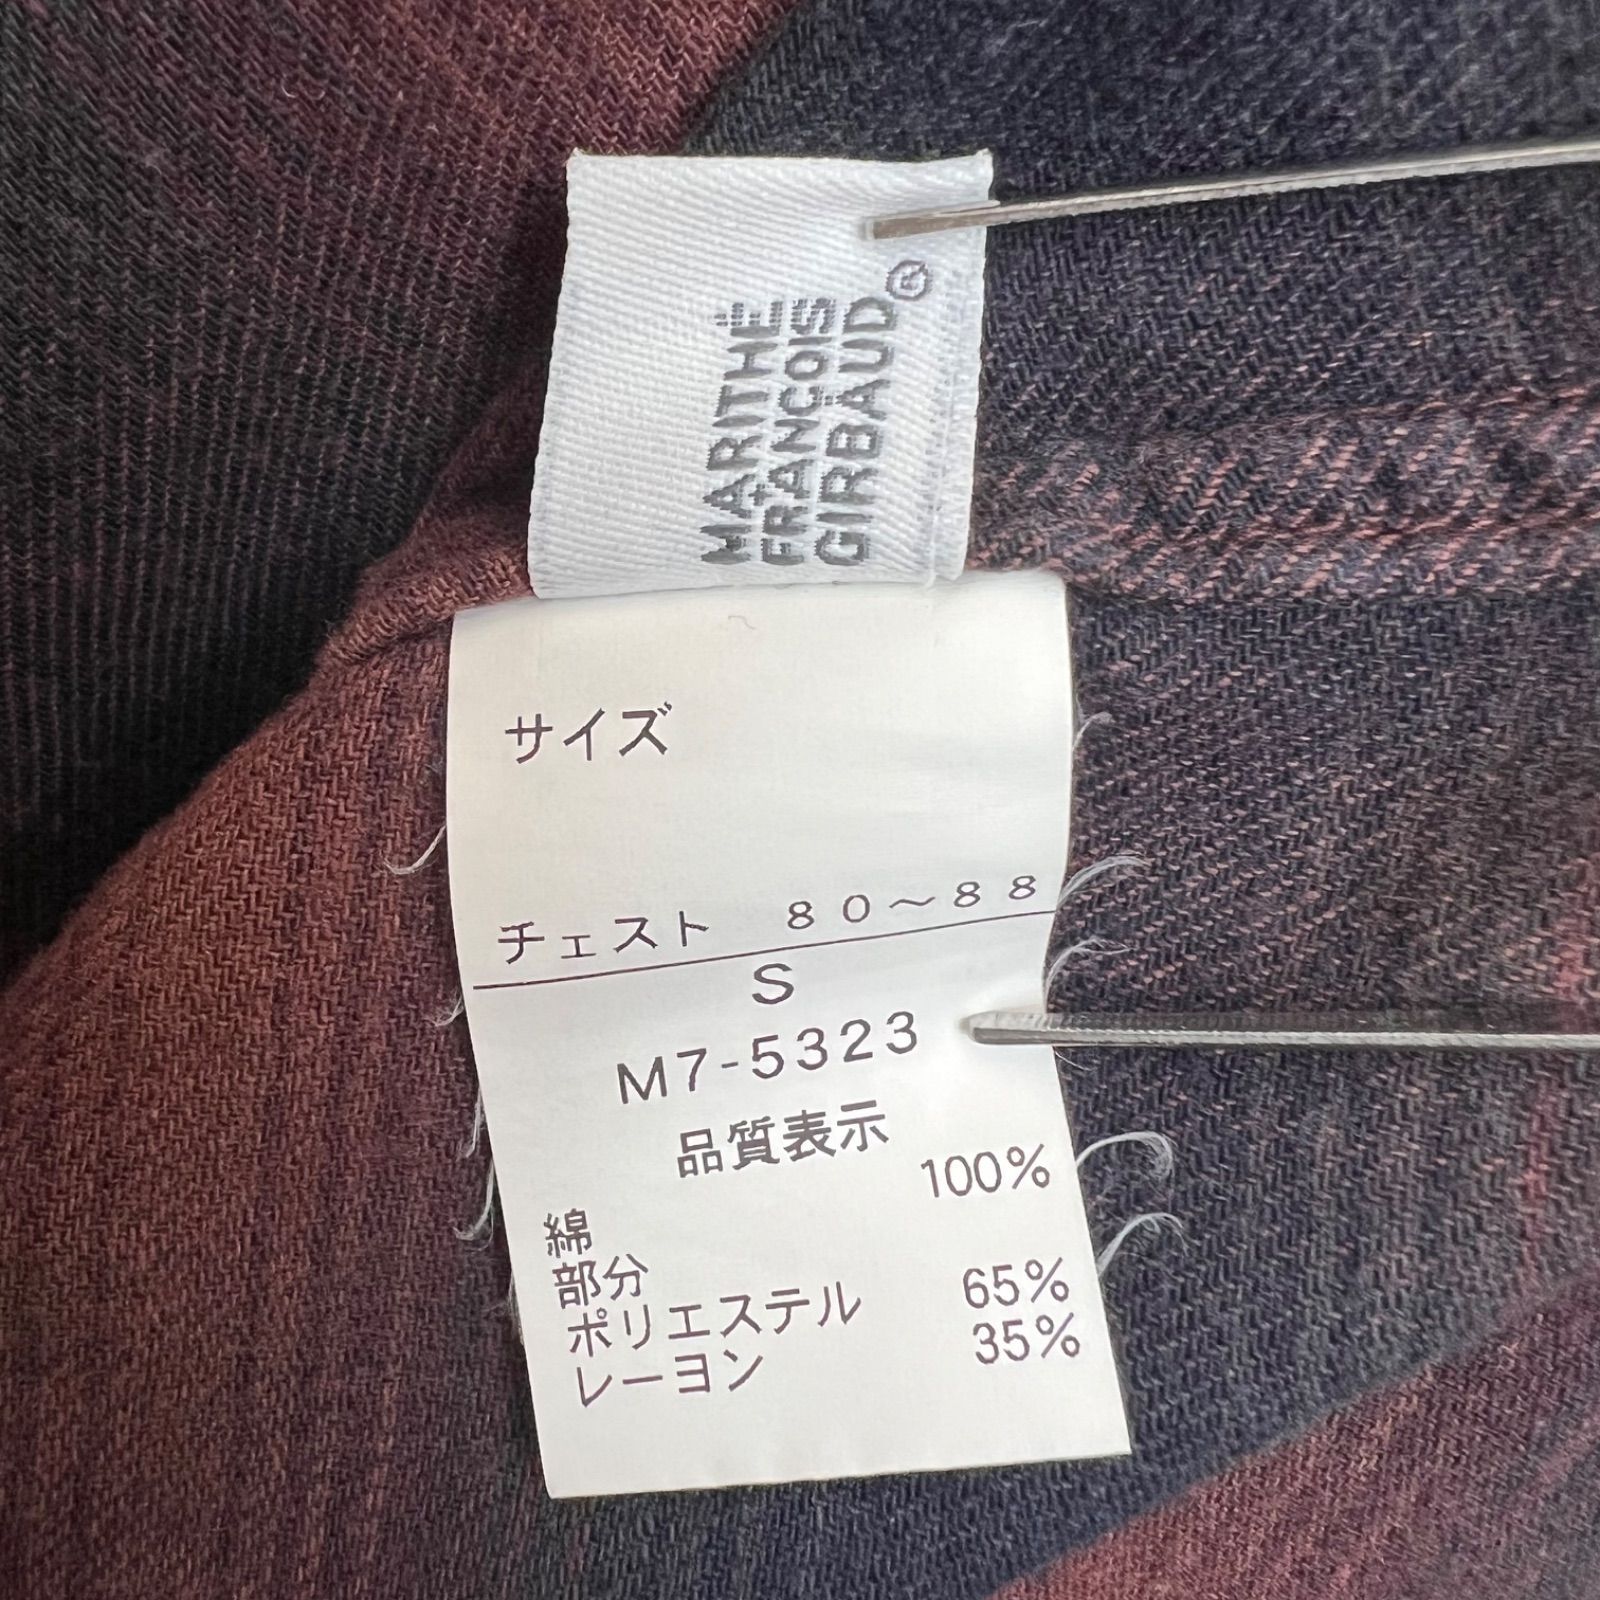 MARITHÉ
+
FRANÇOIS
GIRBAUD®
サイズ
チェスト 80~88
S
M7-5323
品質表示
綿 100%
部分
ポリエステル 65%
レーヨン 35%